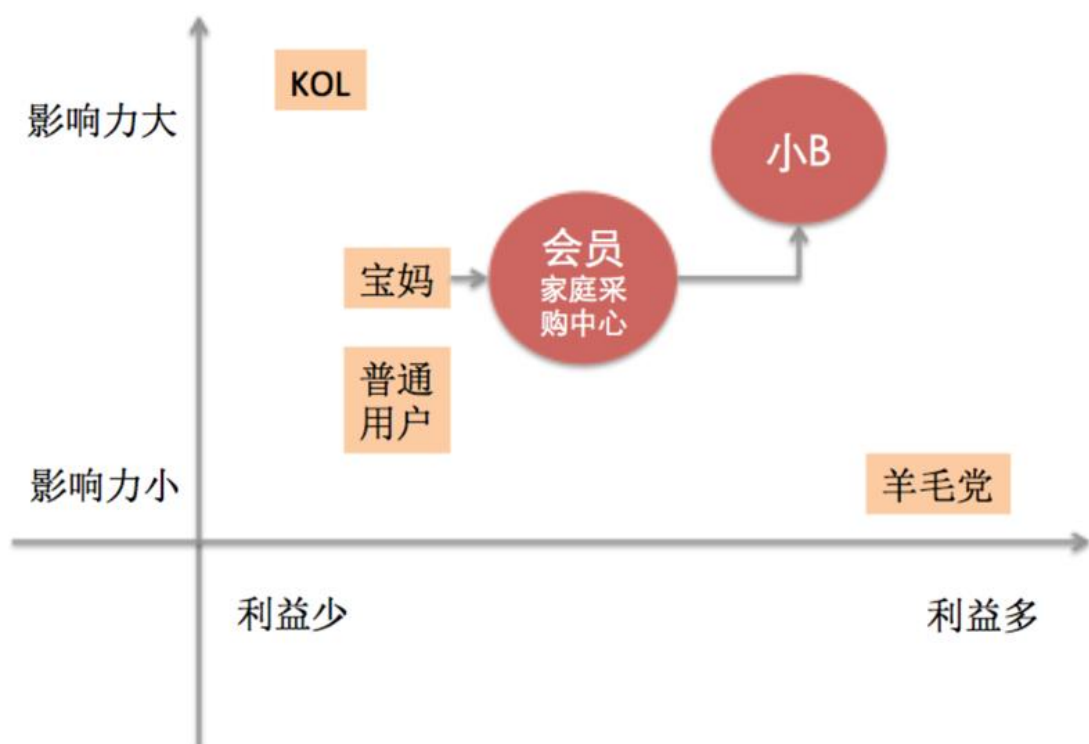 KOL
影响力大
小B
会员
家庭采
购中心
宝妈
普通
用户
影响力小
羊毛党
利益少
利益多